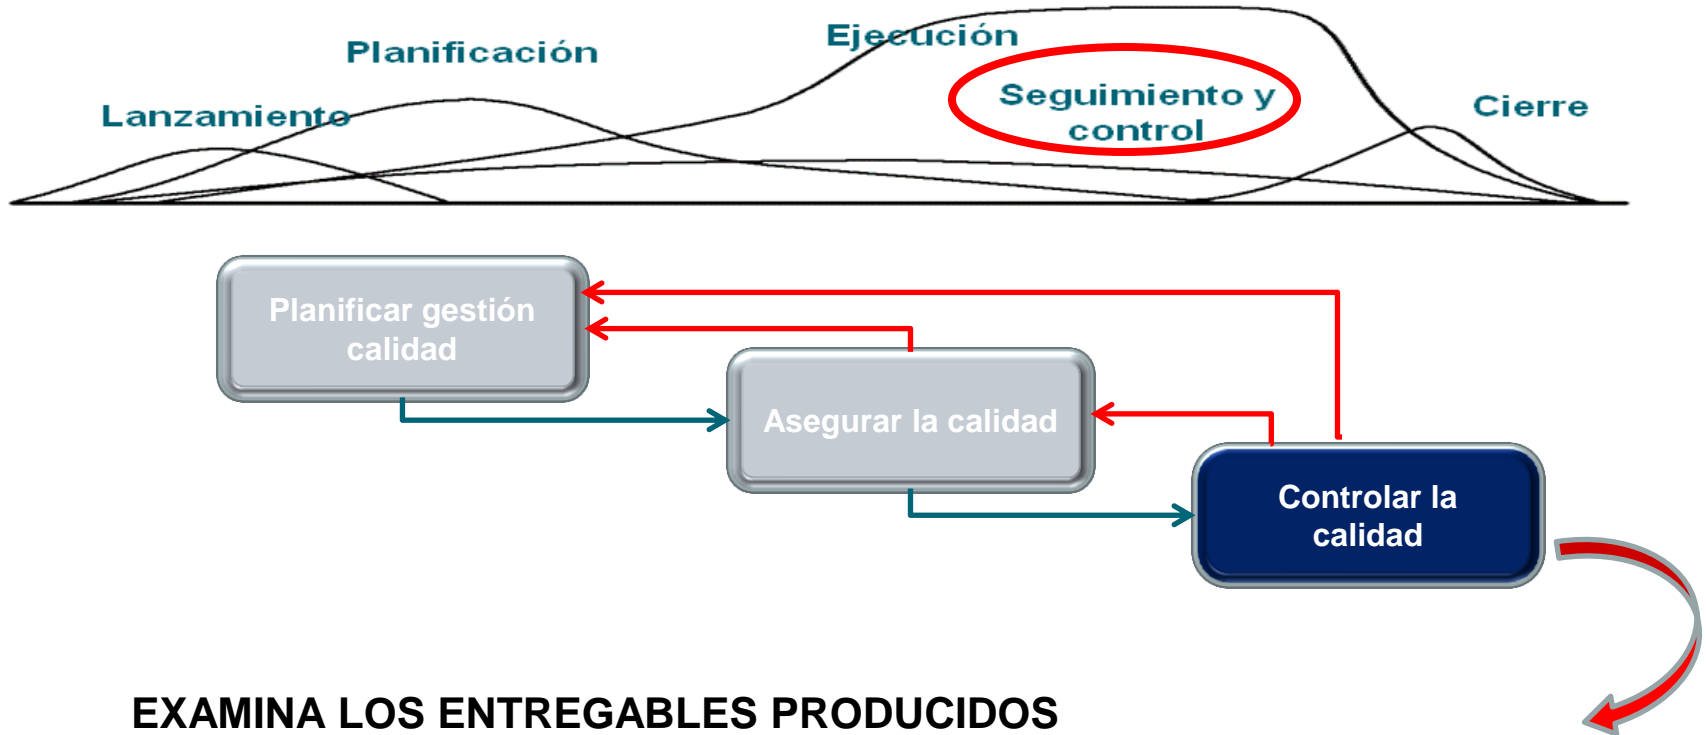 Ejecución
Planificación
Seguimiento y
control
Cierre
Lanzamiento
Planificar gestión
calidad
Asegurar la calidad
Controlar la
calidad
EXAMINA LOS ENTREGABLES PRODUCIDOS